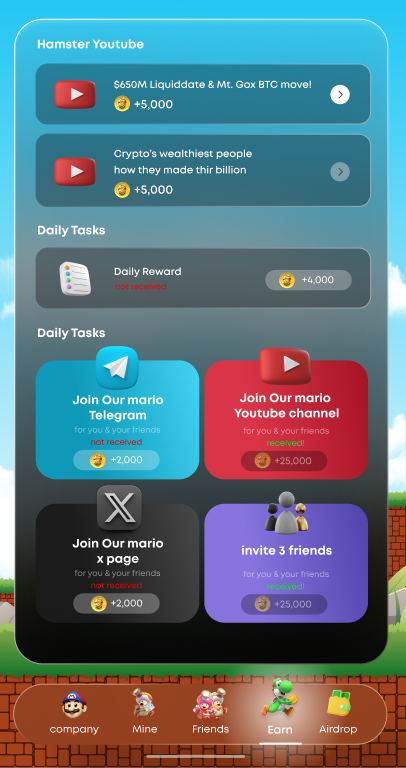 Hamster Youtube
$650M Liquiddate & Mt. Gox BTC move!
+5,000
Crypto's wealthiest people
how they made thir billion
+5,000
Daily Tasks
Daily Reward
not received
+4,000
Daily Tasks
Join Our mario
Telegram
for you & your friends
not received
+2,000
Join Our mario
Youtube channel
for you & your friends
received!
+25,000
Join Our mario
x page
for you & your friends
not received
+2,000
invite 3 friends
for you & your friends
received!
+25,000
company
Mine
Friends
Earn
Airdrop